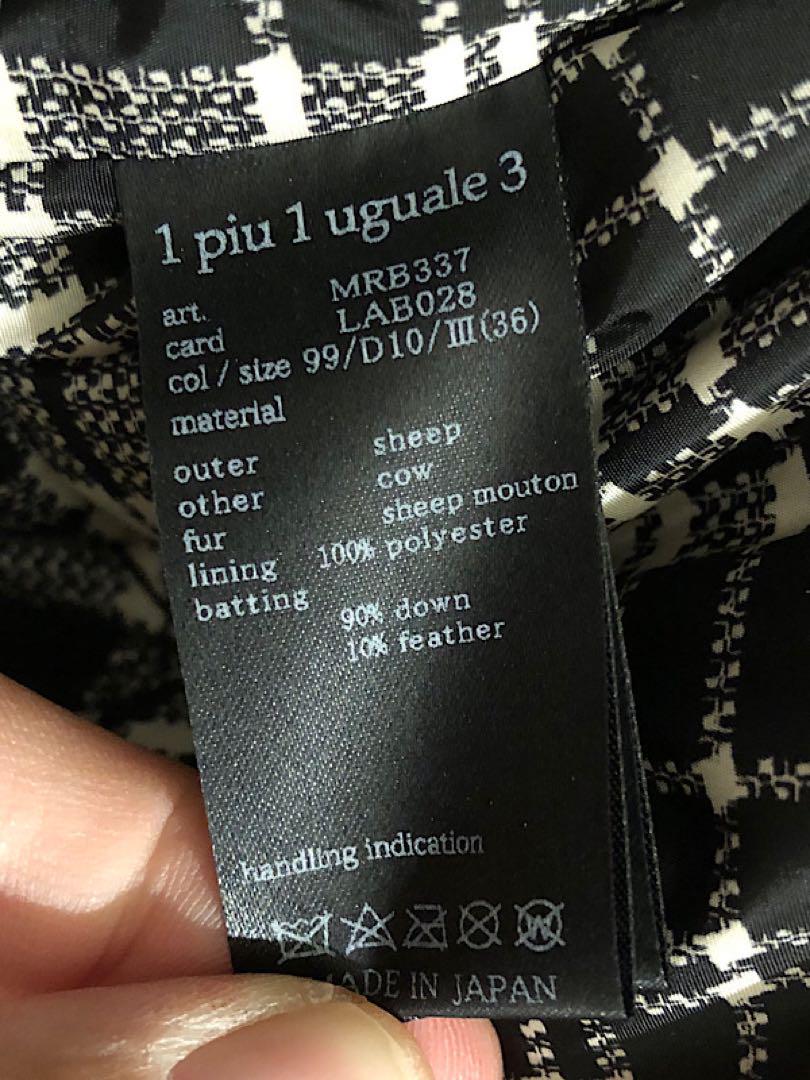 1 piu 1 uguale 3
art. MRB337
card LAB028
col / size 99/D10/Ⅲ(36)
material
outer sheep
other cow
fur sheep mouton
lining 100% polyester
batting 90% down
10% feather
handling indication
W
MADE IN JAPAN